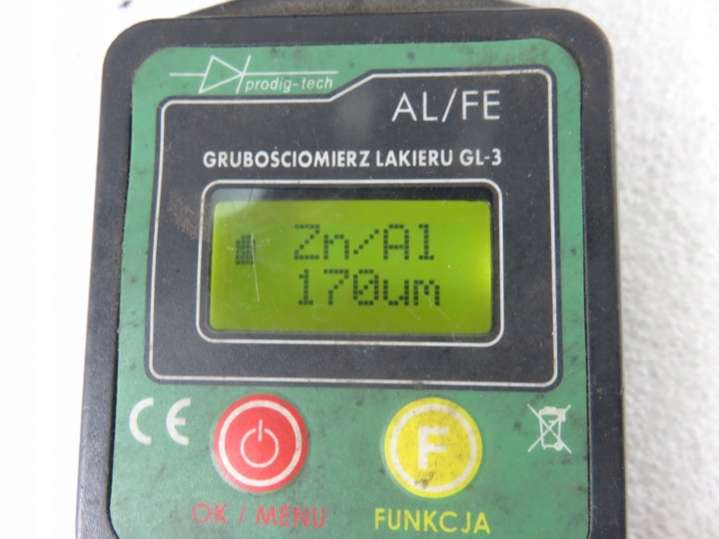 prodig-tech
AL/FE
GRUBOŚCIOMIERZ LAKIERU GL-3
Zn/Al
170um
CE
F
OK / MENU
FUNKCJA